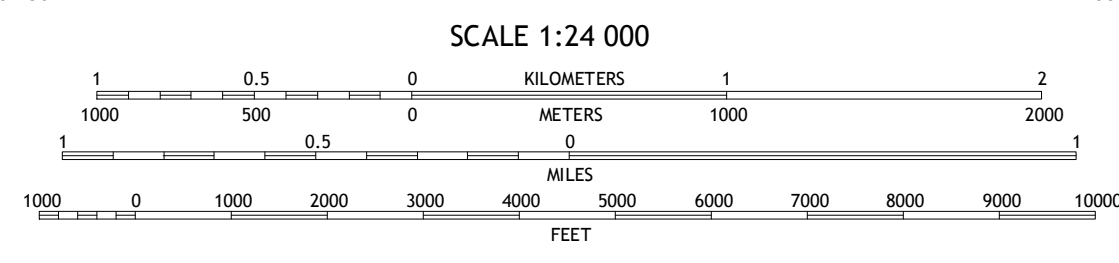 SCALE 1:24 000
1 0.5 0 KILOMETERS 1 2
1000 500 0 METERS 1000 2000
1 0.5 0 1
MILES
1000 0 1000 2000 3000 4000 5000 6000 7000 8000 9000 10000
FEET